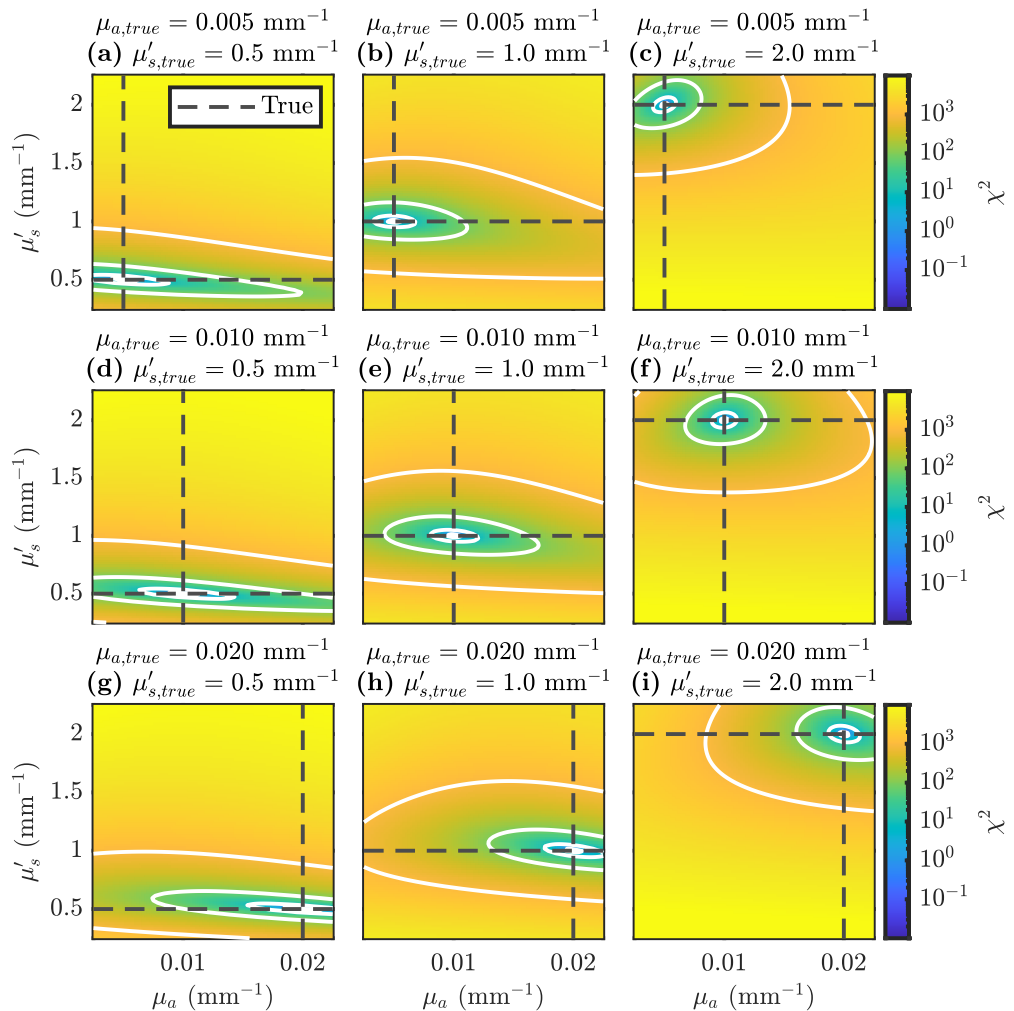 μₐ,ₜᵣᵤₑ = 0.005 mm⁻¹
(a) μ′ₛ,ₜᵣᵤₑ = 0.5 mm⁻¹
μₐ,ₜᵣᵤₑ = 0.005 mm⁻¹
(b) μ′ₛ,ₜᵣᵤₑ = 1.0 mm⁻¹
μₐ,ₜᵣᵤₑ = 0.005 mm⁻¹
(c) μ′ₛ,ₜᵣᵤₑ = 2.0 mm⁻¹
True
2
1.5
1
0.5
μ′ₛ (mm⁻¹)
10³
10²
10¹
10⁰
10⁻¹
χ²
μₐ,ₜᵣᵤₑ = 0.010 mm⁻¹
(d) μ′ₛ,ₜᵣᵤₑ = 0.5 mm⁻¹
μₐ,ₜᵣᵤₑ = 0.010 mm⁻¹
(e) μ′ₛ,ₜᵣᵤₑ = 1.0 mm⁻¹
μₐ,ₜᵣᵤₑ = 0.010 mm⁻¹
(f) μ′ₛ,ₜᵣᵤₑ = 2.0 mm⁻¹
2
1.5
1
0.5
μ′ₛ (mm⁻¹)
10³
10²
10¹
10⁰
10⁻¹
χ²
μₐ,ₜᵣᵤₑ = 0.020 mm⁻¹
(g) μ′ₛ,ₜᵣᵤₑ = 0.5 mm⁻¹
μₐ,ₜᵣᵤₑ = 0.020 mm⁻¹
(h) μ′ₛ,ₜᵣᵤₑ = 1.0 mm⁻¹
μₐ,ₜᵣᵤₑ = 0.020 mm⁻¹
(i) μ′ₛ,ₜᵣᵤₑ = 2.0 mm⁻¹
2
1.5
1
0.5
μ′ₛ (mm⁻¹)
10³
10²
10¹
10⁰
10⁻¹
χ²
0.01 0.02
μₐ (mm⁻¹)
0.01 0.02
μₐ (mm⁻¹)
0.01 0.02
μₐ (mm⁻¹)